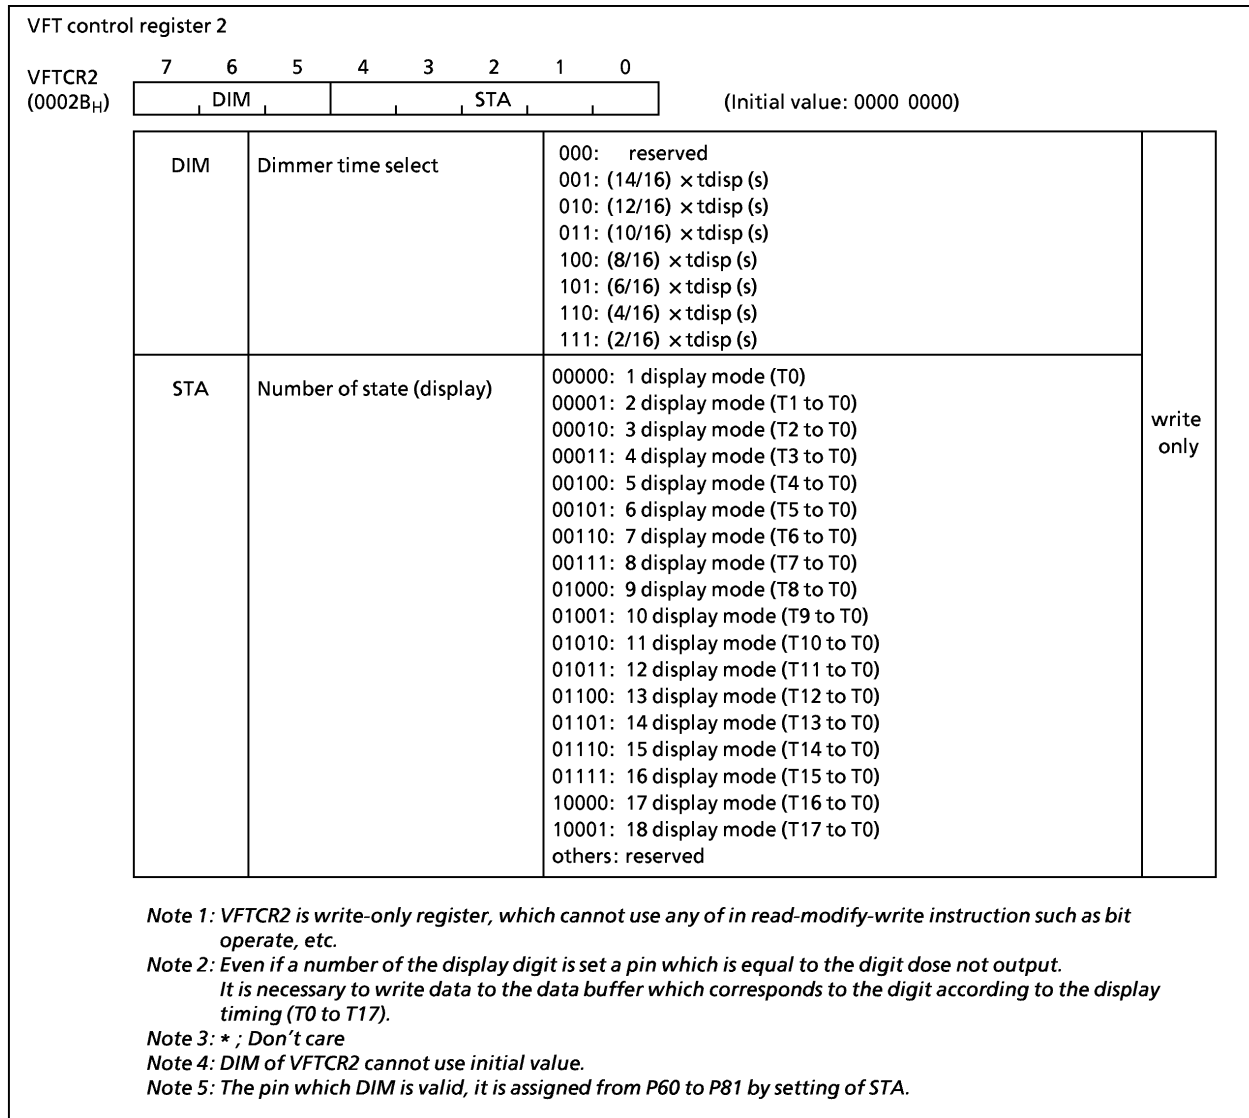 VFT control register 2
7 6 5 4 3 2 1 0
VFTCR2
(0002BH) DIM STA (Initial value: 0000 0000)
DIM Dimmer time select
000: reserved
001: (14/16) × tdisp (s)
010: (12/16) × tdisp (s)
011: (10/16) × tdisp (s)
100: (8/16) × tdisp (s)
101: (6/16) × tdisp (s)
110: (4/16) × tdisp (s)
111: (2/16) × tdisp (s)
STA Number of state (display)
00000: 1 display mode (T0)
00001: 2 display mode (T1 to T0)
00010: 3 display mode (T2 to T0)
00011: 4 display mode (T3 to T0)
00100: 5 display mode (T4 to T0)
00101: 6 display mode (T5 to T0)
00110: 7 display mode (T6 to T0)
00111: 8 display mode (T7 to T0)
01000: 9 display mode (T8 to T0)
01001: 10 display mode (T9 to T0)
01010: 11 display mode (T10 to T0)
01011: 12 display mode (T11 to T0)
01100: 13 display mode (T12 to T0)
01101: 14 display mode (T13 to T0)
01110: 15 display mode (T14 to T0)
01111: 16 display mode (T15 to T0)
10000: 17 display mode (T16 to T0)
10001: 18 display mode (T17 to T0)
others: reserved
write
only
Note 1: VFTCR2 is write-only register, which cannot use any of in read-modify-write instruction such as bit
operate, etc.
Note 2: Even if a number of the display digit is set a pin which is equal to the digit dose not output.
It is necessary to write data to the data buffer which corresponds to the digit according to the display
timing (T0 to T17).
Note 3: * ; Don't care
Note 4: DIM of VFTCR2 cannot use initial value.
Note 5: The pin which DIM is valid, it is assigned from P60 to P81 by setting of STA.